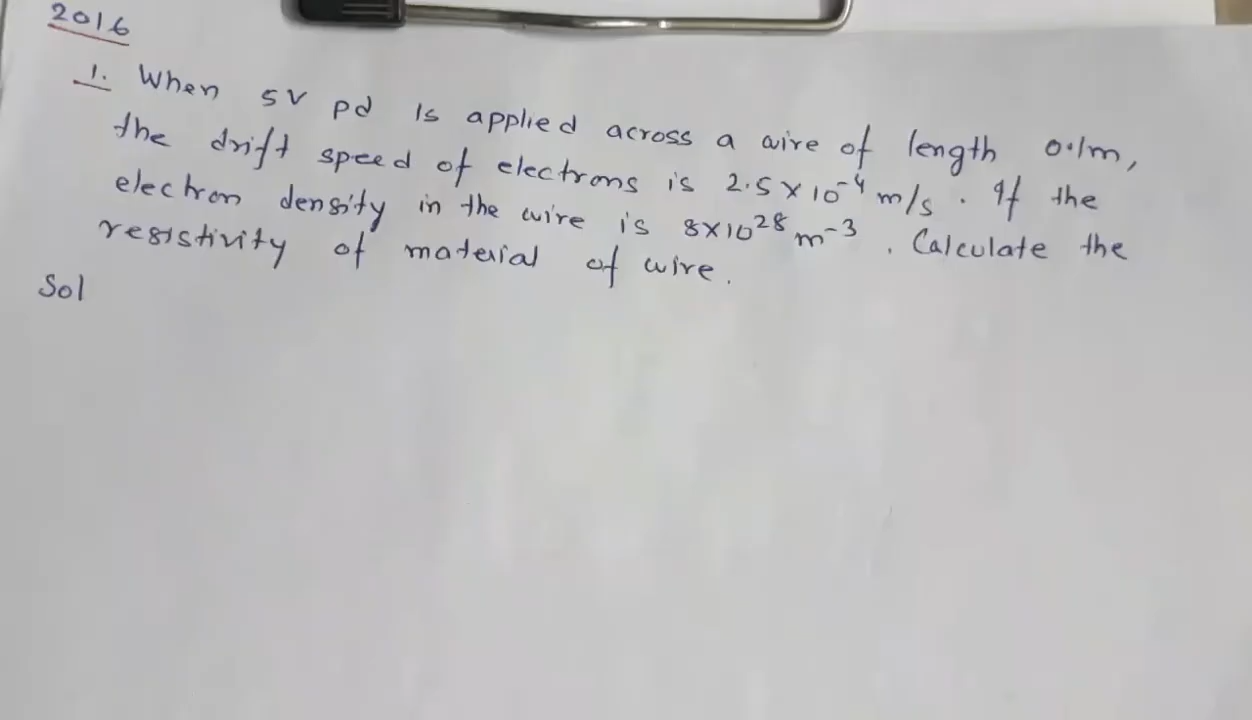 2016
1. When 5V pd Is applied across a wire of length 0.1m,
the drift speed of electrons is 2.5×10⁻⁴ m/s. If the
electron density in the wire is 8×10²⁸ m⁻³. Calculate the
resistivity of material of wire.
Sol